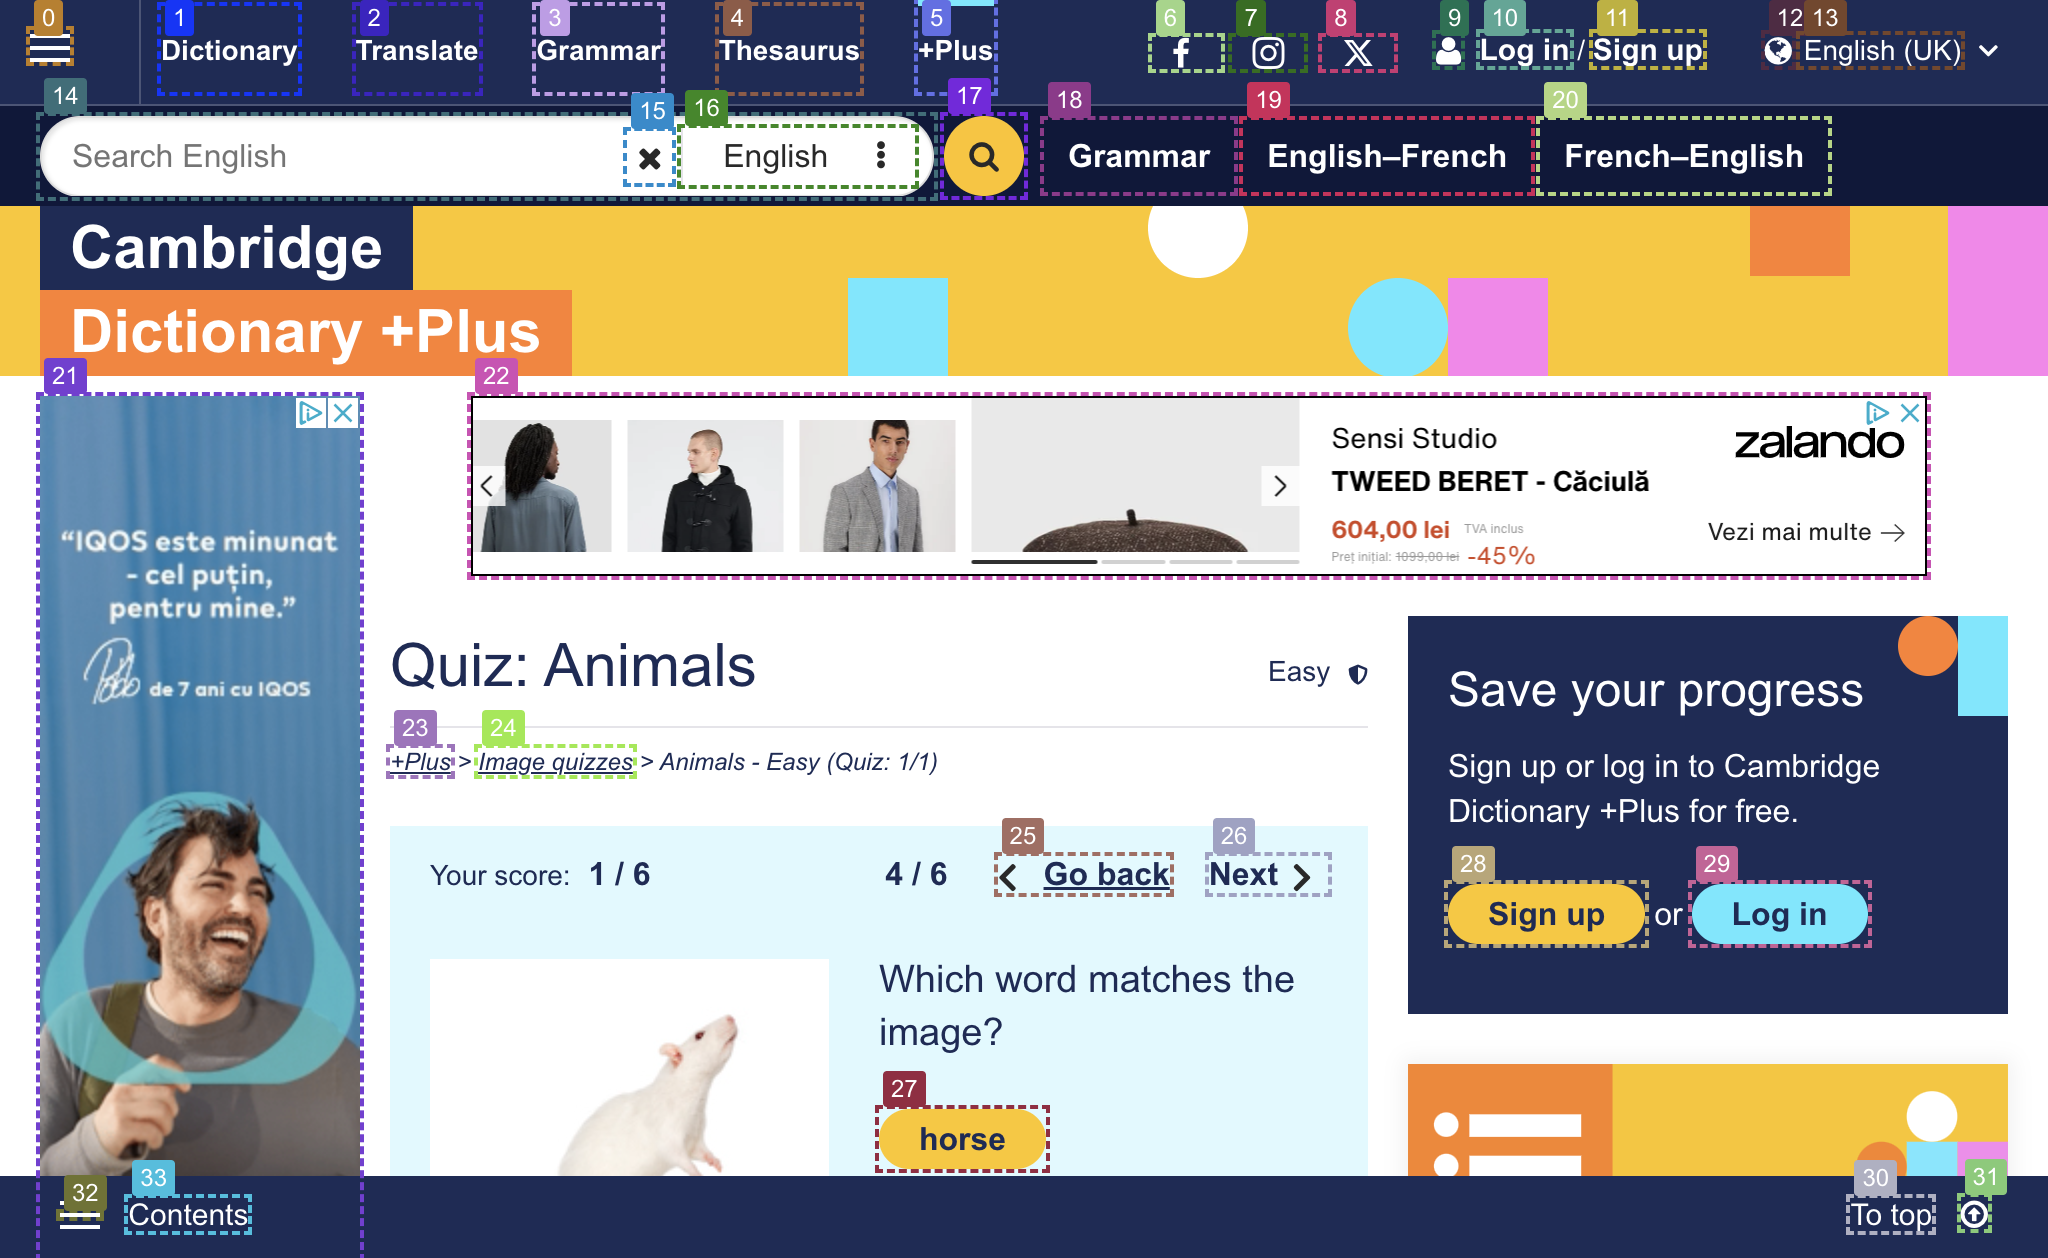 0
1
2
3
4
5
6
7
8
9
10
11
12
13
Dictionary
Translate
Grammar
Thesaurus
+Plus
Log in / Sign up
English (UK)
14
15
16
17
18
19
20
Search English
English
Grammar
English–French
French–English
Cambridge
Dictionary +Plus
21
22
"IQOS este minunat
- cel puțin,
pentru mine."
de 7 ani cu IQOS
Sensi Studio
TWEED BERET - Căciulă
604,00 lei TVA inclus
Preț inițial: 1099,00 lei -45%
zalando
Vezi mai multe →
Quiz: Animals
Easy
23
24
+Plus > Image quizzes > Animals - Easy (Quiz: 1/1)
25
26
Your score: 1 / 6
4 / 6
Go back
Next
Which word matches the
image?
27
horse
Save your progress
Sign up or log in to Cambridge
Dictionary +Plus for free.
28
29
Sign up or Log in
32
33
Contents
30
31
To top